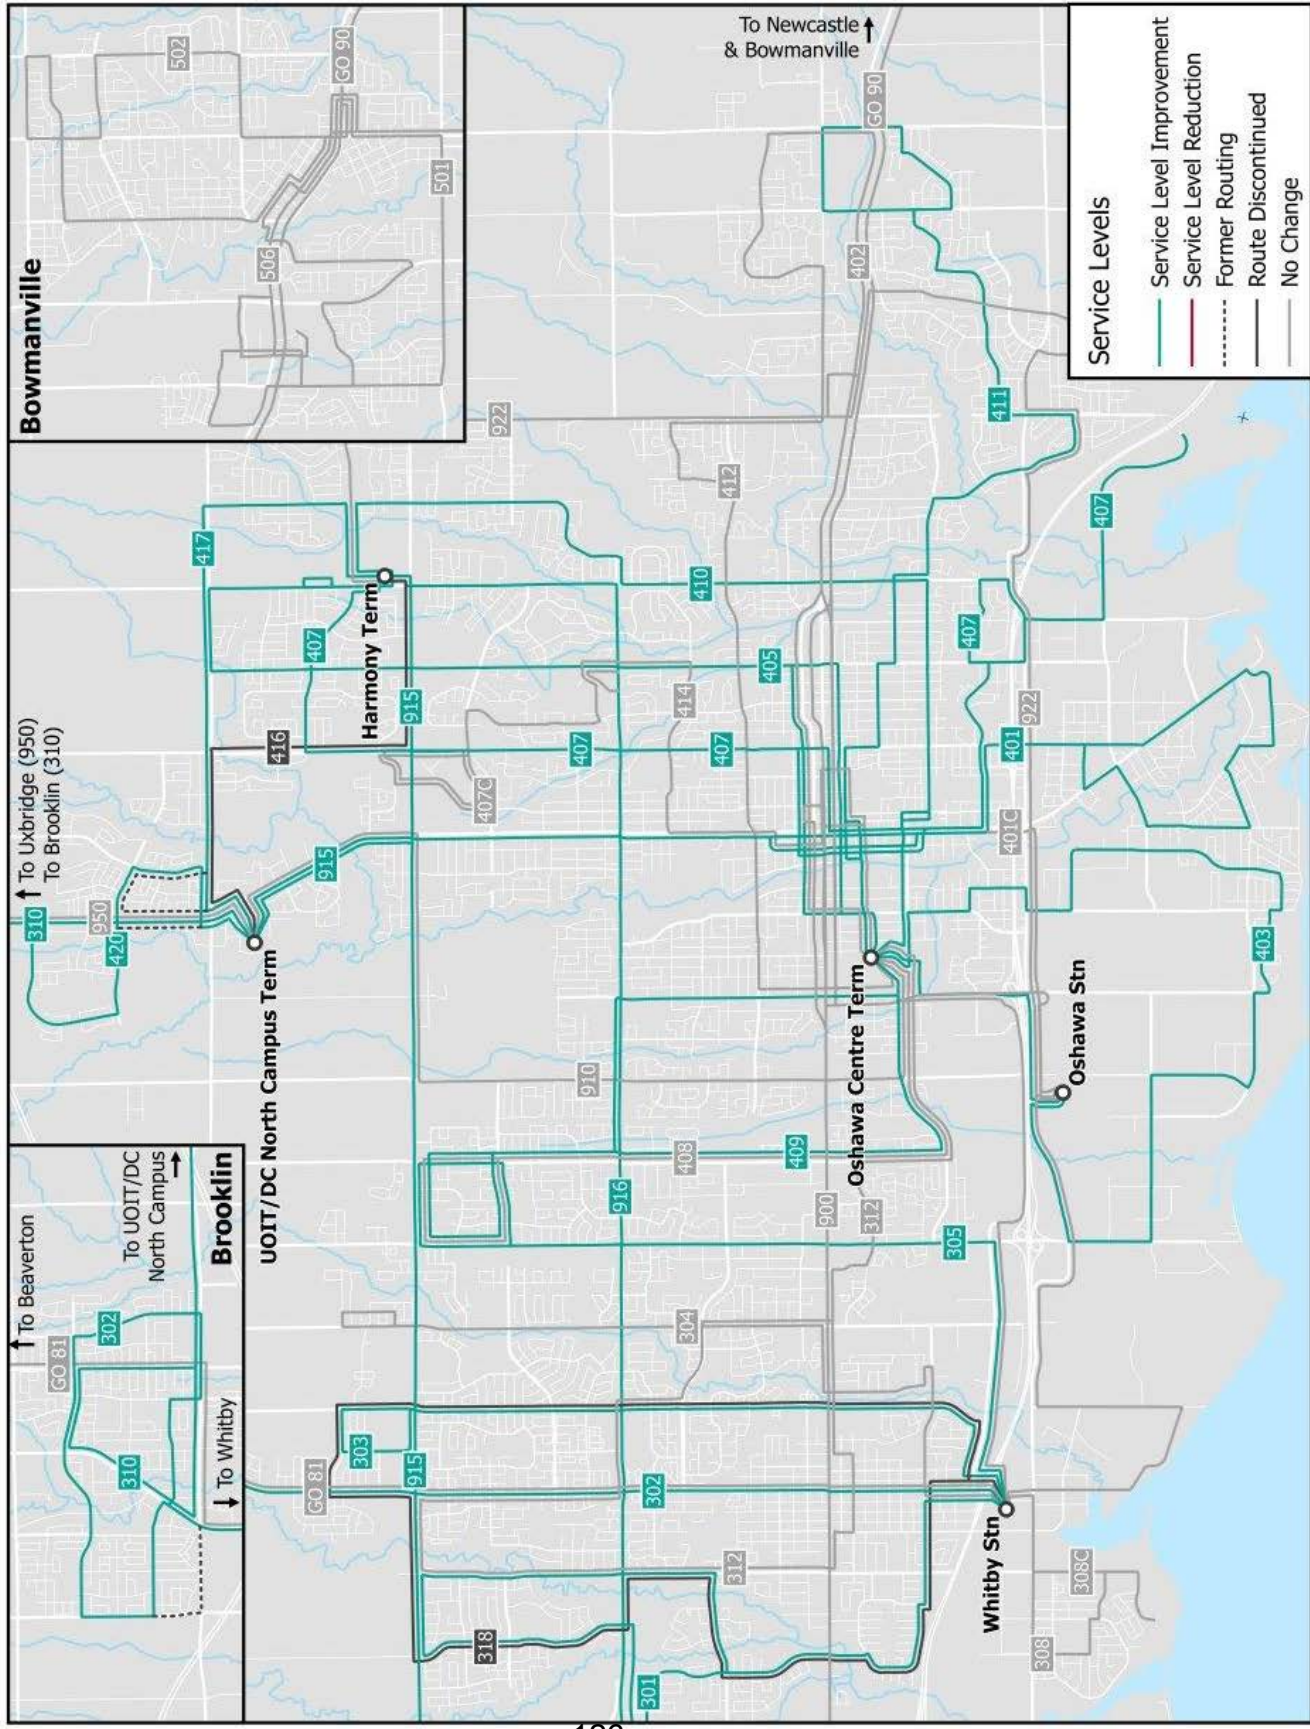 Bowmanville
502
GO 90
501
506
To Newcastle
& Bowmanville
GO 90
402
Service Levels
Service Level Improvement
Service Level Reduction
Former Routing
Route Discontinued
No Change
922
412
411
407
417
410
407
Harmony Term
915
405
407
414
416
407
407
407C
401
922
401C
To Uxbridge (950)
To Brooklin (310)
310
950
420
915
UOIT/DC North Campus Term
Oshawa Centre Term
403
Oshawa Stn
910
408
409
916
900
312
305
Brooklin
To Beaverton
To UOIT/DC
North Campus
GO 81
302
310
To Whitby
304
303
GO 81
915
302
Whitby Stn
312
318
301
308
308C